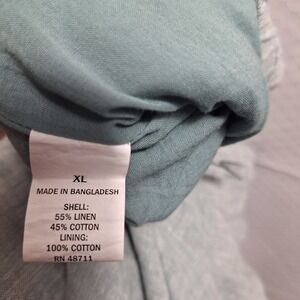 XL
MADE IN BANGLADESH
SHELL:
55% LINEN
45% COTTON
LINING:
100% COTTON
RN 48711